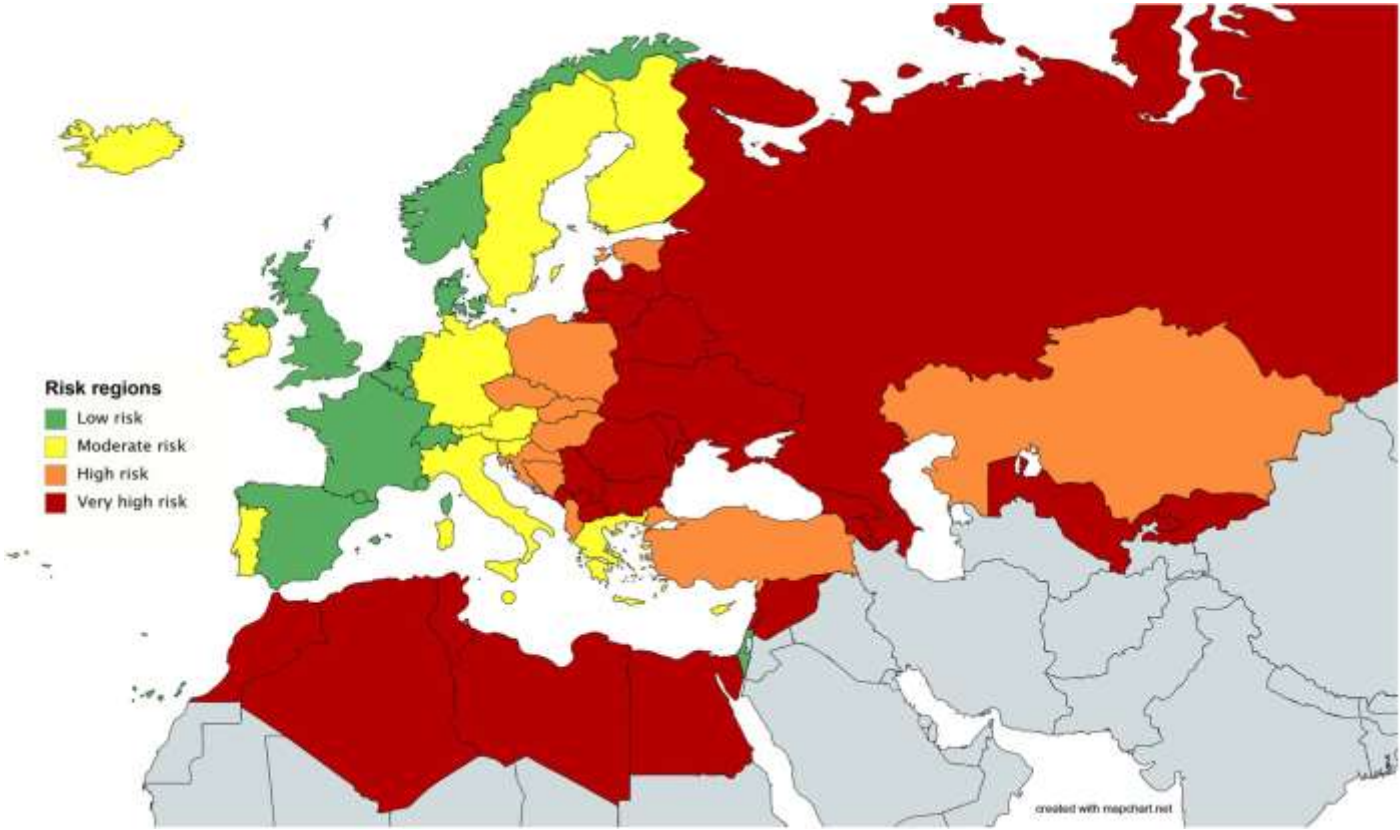 Risk regions
Low risk
Moderate risk
High risk
Very high risk
created with mapchart.net